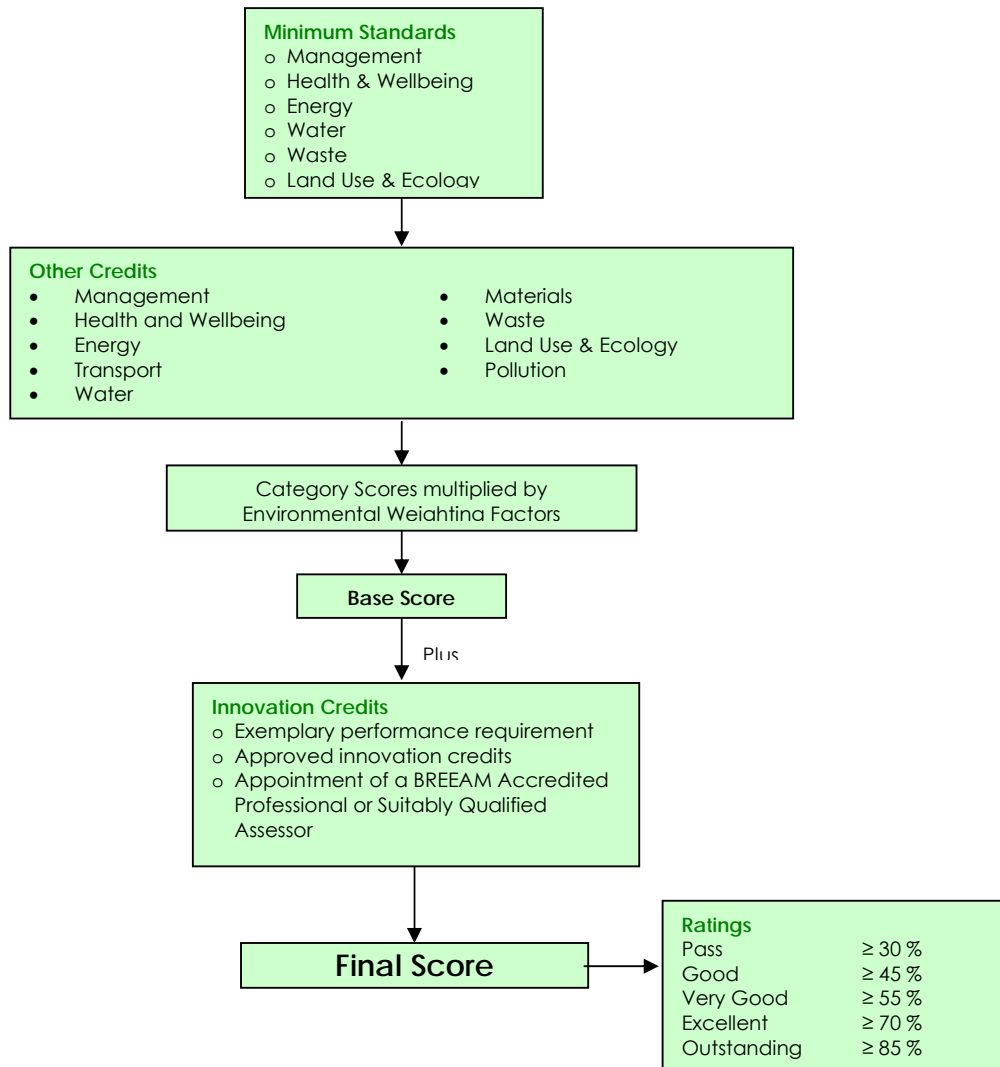 Minimum Standards
o Management
o Health & Wellbeing
o Energy
o Water
o Waste
o Land Use & Ecology
Other Credits
• Management
• Health and Wellbeing
• Energy
• Transport
• Water
• Materials
• Waste
• Land Use & Ecology
• Pollution
Category Scores multiplied by
Environmental Weighting Factors
Base Score
Plus
Innovation Credits
o Exemplary performance requirement
o Approved innovation credits
o Appointment of a BREEAM Accredited
Professional or Suitably Qualified
Assessor
Final Score
Ratings
Pass ≥ 30 %
Good ≥ 45 %
Very Good ≥ 55 %
Excellent ≥ 70 %
Outstanding ≥ 85 %